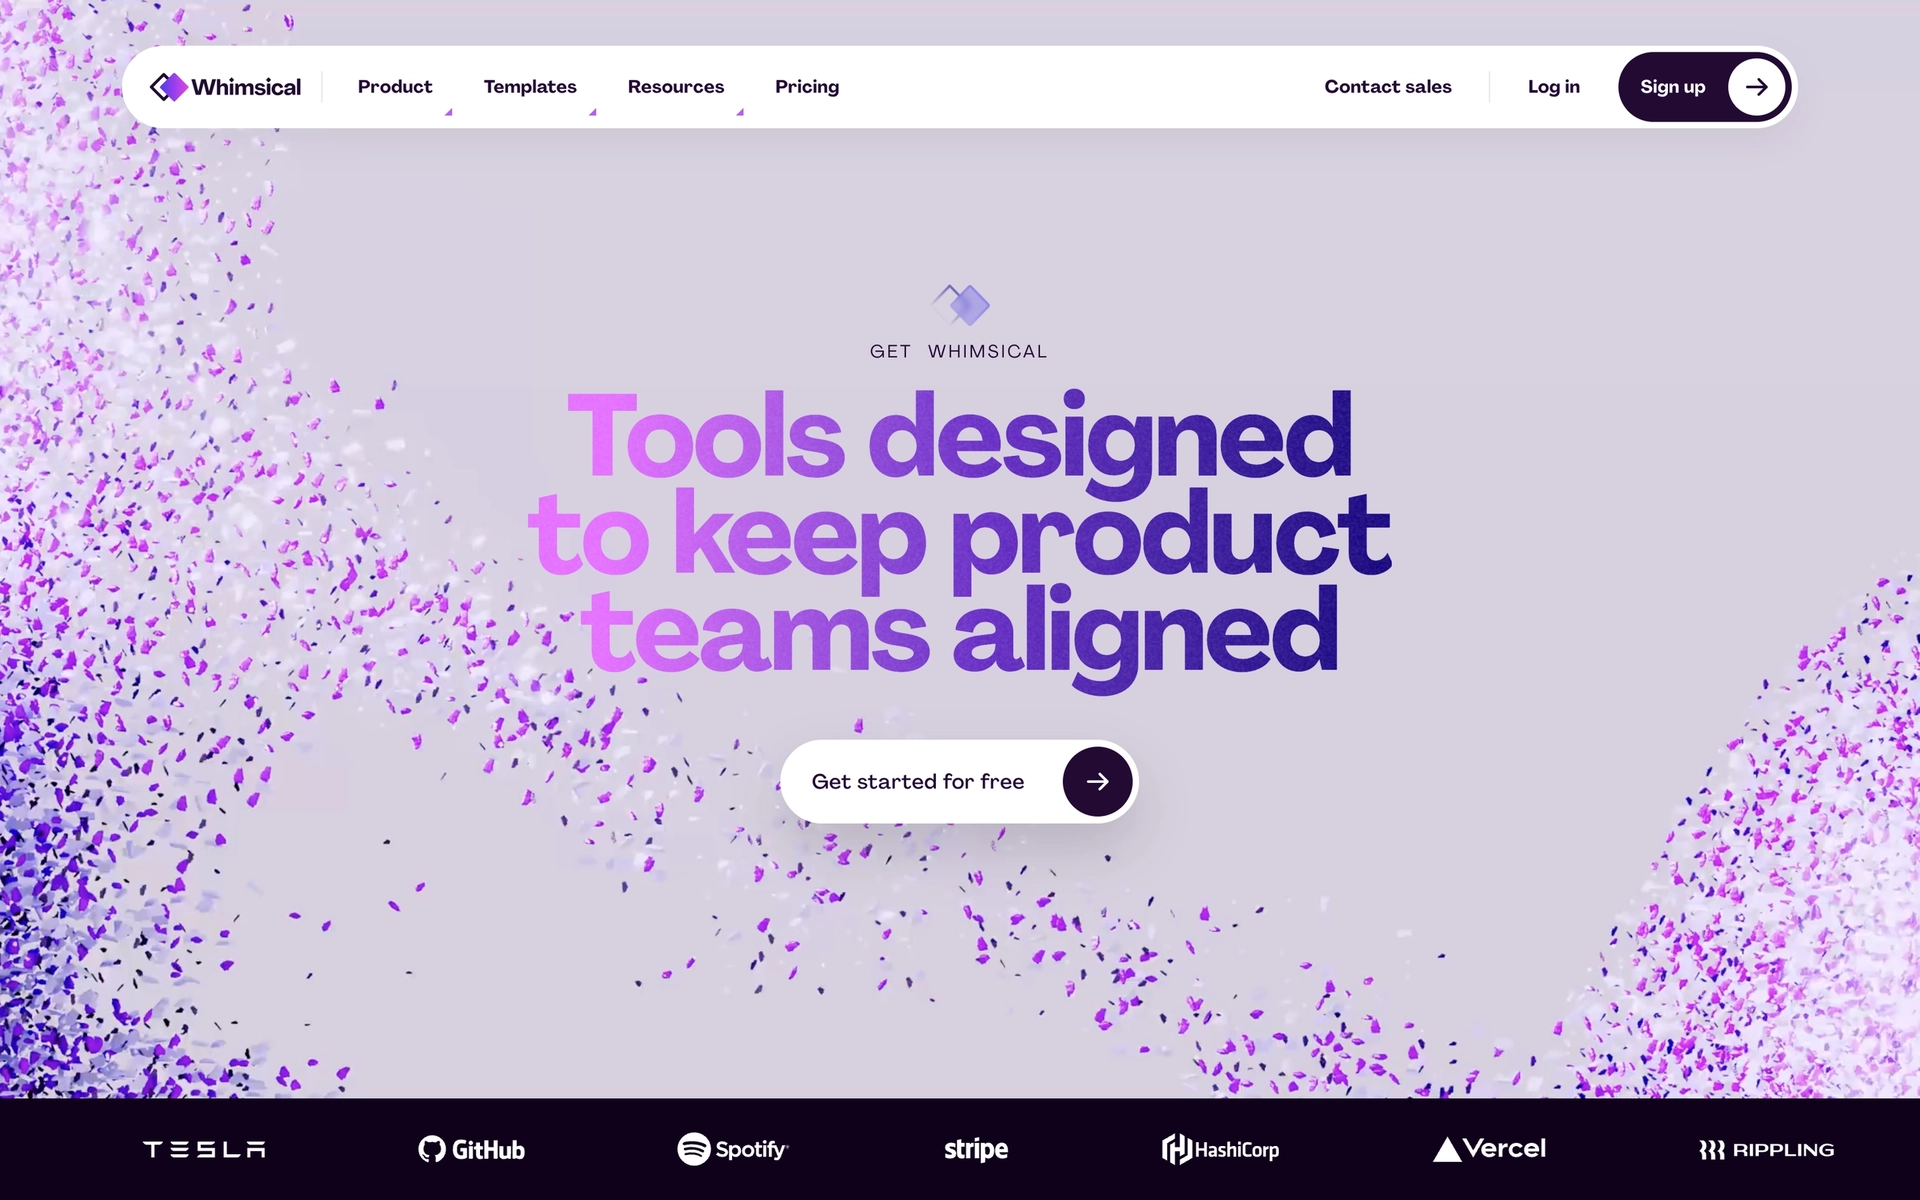 Whimsical
Product
Templates
Resources
Pricing
Contact sales
Log in
Sign up
GET WHIMSICAL
Tools designed
to keep product
teams aligned
Get started for free
TESLA
GitHub
Spotify
stripe
HashiCorp
Vercel
RIPPLING